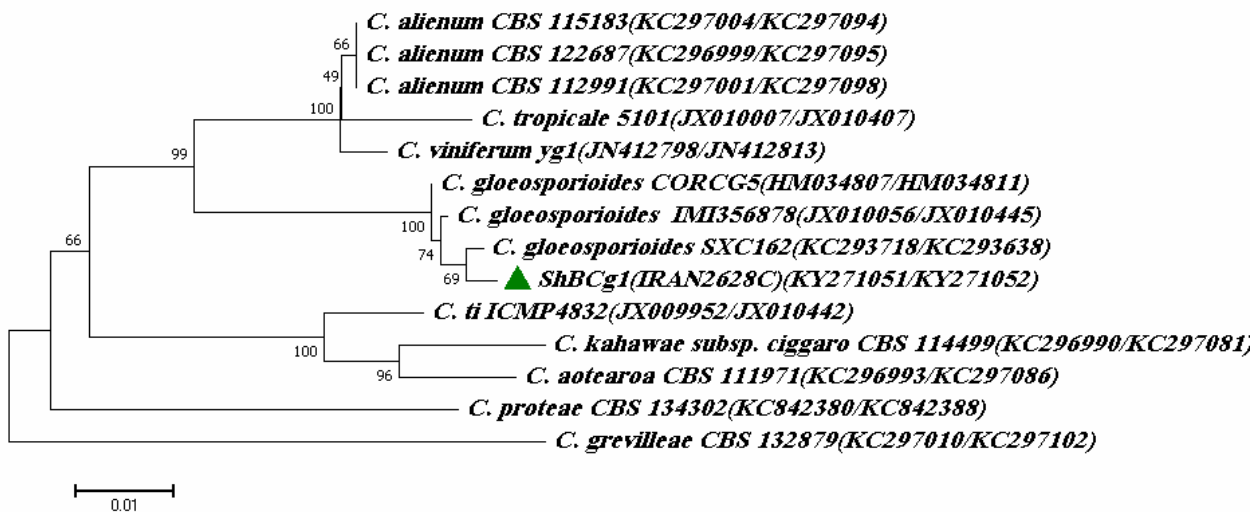 C. alienum CBS 115183(KC297004/KC297094)
66
C. alienum CBS 122687(KC296999/KC297095)
49
C. alienum CBS 112991(KC297001/KC297098)
100
C. tropicale 5101(JX010007/JX010407)
C. viniferum yg1(JN412798/JN412813)
99
C. gloeosporioides CORCG5(HM034807/HM034811)
C. gloeosporioides IMI356878(JX010056/JX010445)
100
66
C. gloeosporioides SXC162(KC293718/KC293638)
74
69
ShBCg1(IRAN2628C)(KY271051/KY271052)
C. ti ICMP4832(JX009952/JX010442)
C. kahawae subsp. ciggaro CBS 114499(KC296990/KC297081)
100
C. aotearoa CBS 111971(KC296993/KC297086)
96
C. proteae CBS 134302(KC842380/KC842388)
C. grevilleae CBS 132879(KC297010/KC297102)
0.01